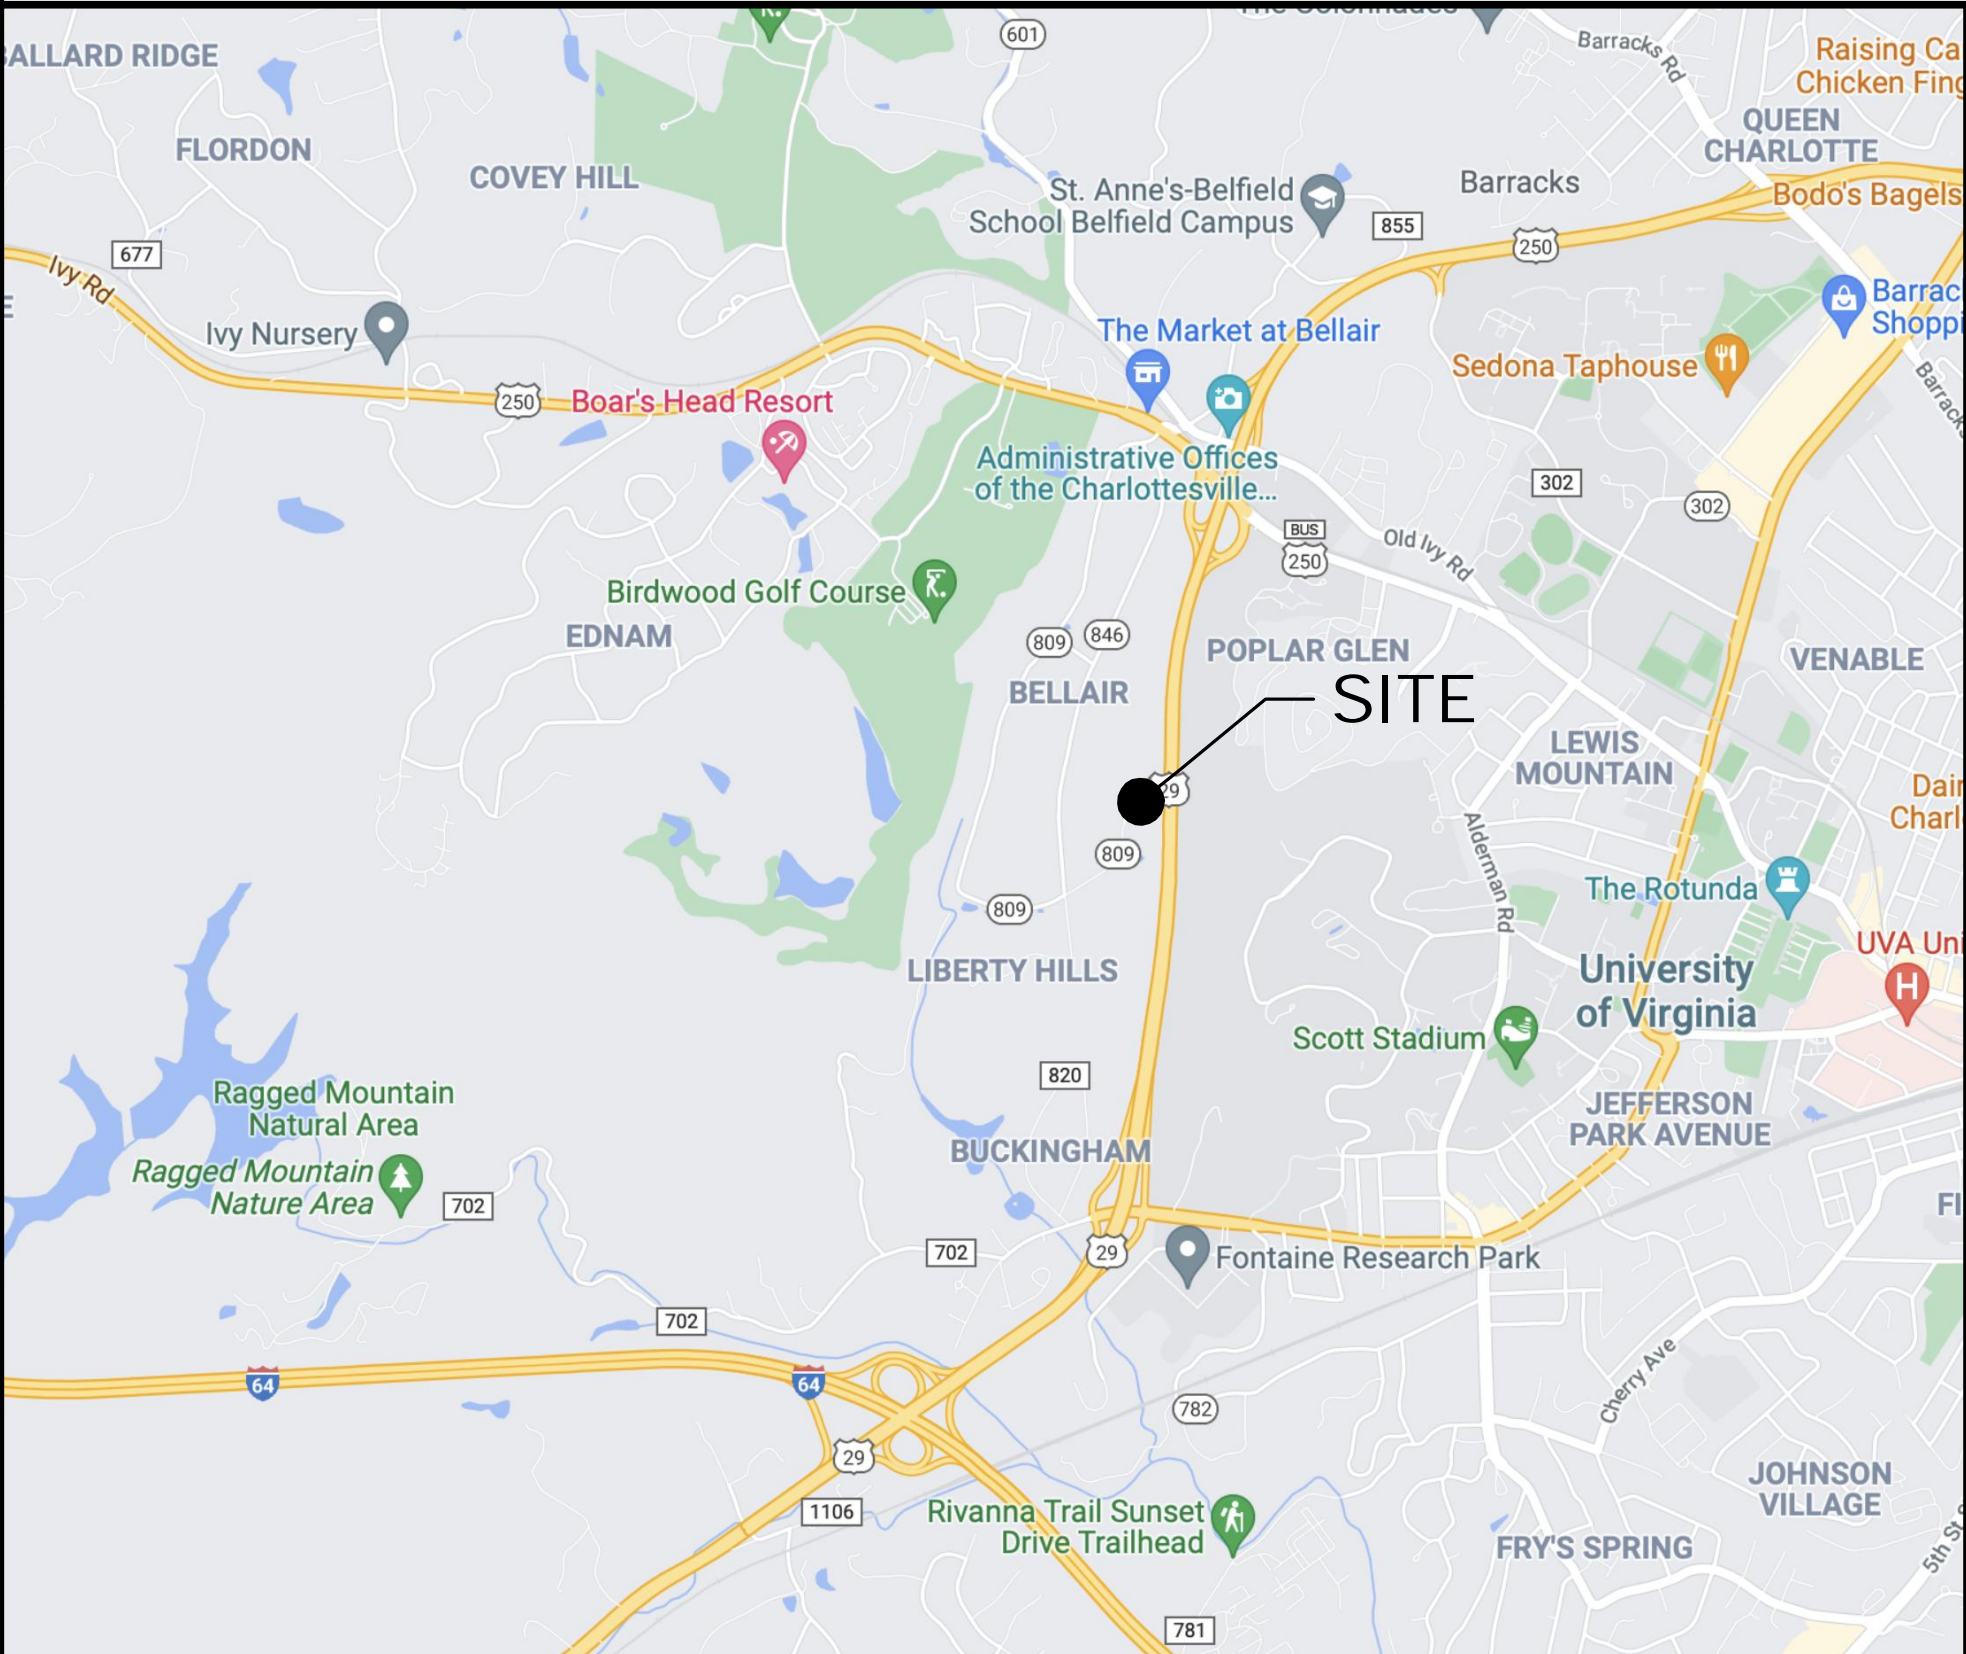 601
Barracks Rd
BALLARD RIDGE
Raising Ca
Chicken Fing
QUEEN
CHARLOTTE
FLORDON
COVEY HILL
St. Anne's-Belfield
School Belfield Campus
Barracks
Bodo's Bagels
855
250
677
Ivy Rd
Ivy Nursery
The Market at Bellair
Barrac
Shoppi
Sedona Taphouse
Barracks
250
Boar's Head Resort
Administrative Offices
of the Charlottesville...
302
302
BUS
250
Old Ivy Rd
Birdwood Golf Course
EDNAM
809
846
POPLAR GLEN
VENABLE
BELLAIR
SITE
LEWIS
MOUNTAIN
29
Dair
Charl
Alderman Rd
809
The Rotunda
809
UVA Uni
H
LIBERTY HILLS
University
of Virginia
Scott Stadium
820
Ragged Mountain
Natural Area
JEFFERSON
PARK AVENUE
BUCKINGHAM
Ragged Mountain
Nature Area
702
FI
702
29
Fontaine Research Park
702
64
64
Cherry Ave
782
29
1106
JOHNSON
VILLAGE
Rivanna Trail Sunset
Drive Trailhead
FRY'S SPRING
5th St
781